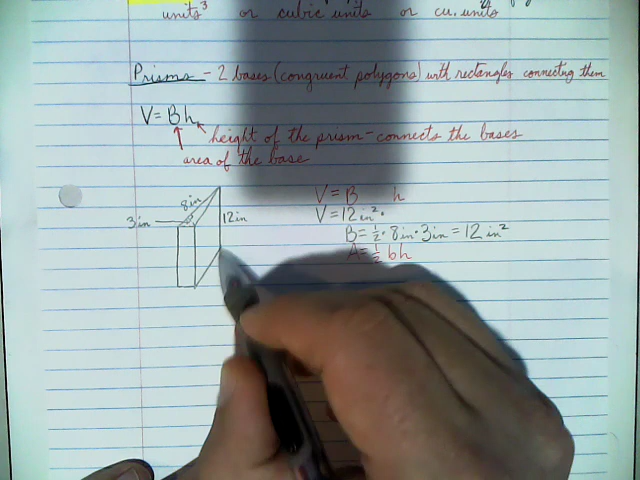 units³ or cubic units or cu. units
Prisms - 2 bases (congruent polygons) with rectangles connecting them
V = Bh
height of the prism - connects the bases
area of the base
8in
3in
12in
V = B h
V = 12in²·
B = 1/2 · 8in · 3in = 12 in²
A = 1/2 bh